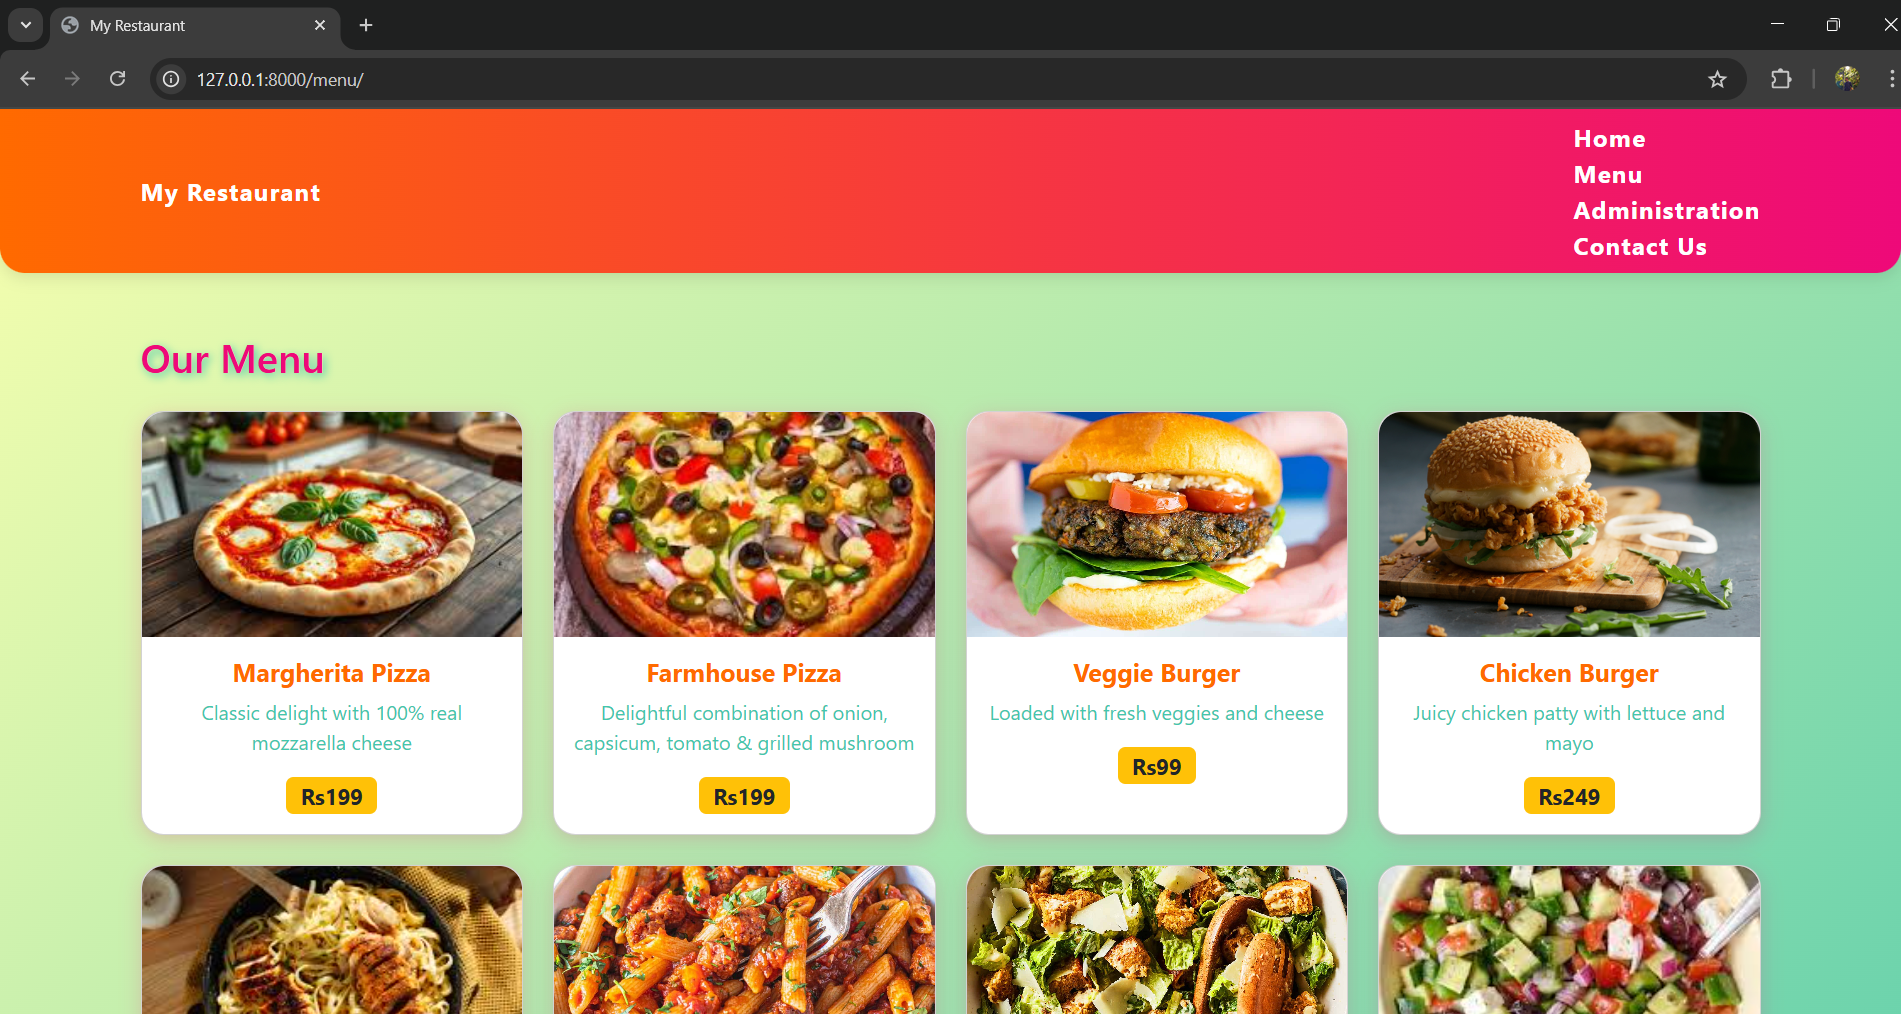 My Restaurant
127.0.0.1:8000/menu/
My Restaurant
Home
Menu
Administration
Contact Us
Our Menu
Margherita Pizza
Classic delight with 100% real
mozzarella cheese
Rs199
Farmhouse Pizza
Delightful combination of onion,
capsicum, tomato & grilled mushroom
Rs199
Veggie Burger
Loaded with fresh veggies and cheese
Rs99
Chicken Burger
Juicy chicken patty with lettuce and
mayo
Rs249